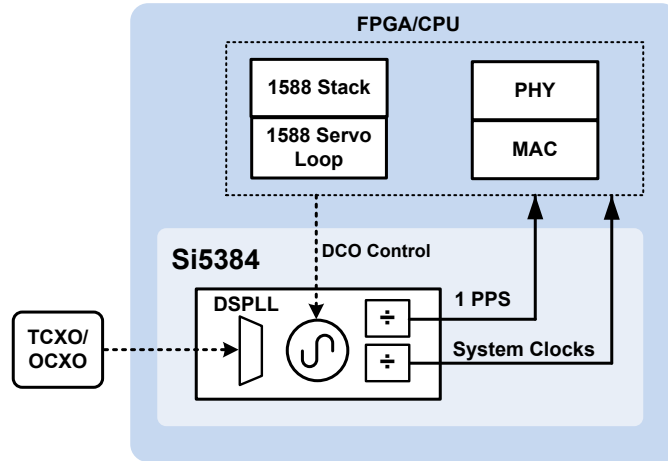 FPGA/CPU
1588 Stack
1588 Servo
Loop
PHY
MAC
DCO Control
Si5384
DSPLL
÷
÷
1 PPS
System Clocks
TCXO/
OCXO